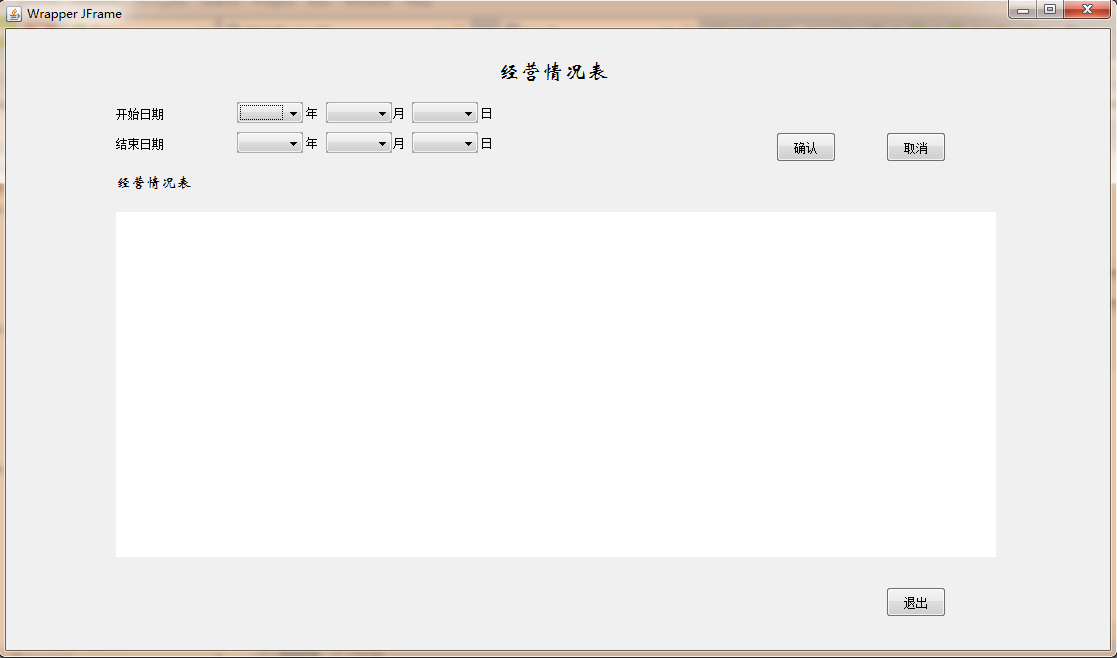 Wrapper JFrame
经营情况表
开始日期 年 月 日
结束日期 年 月 日
确认 取消
经营情况表
退出